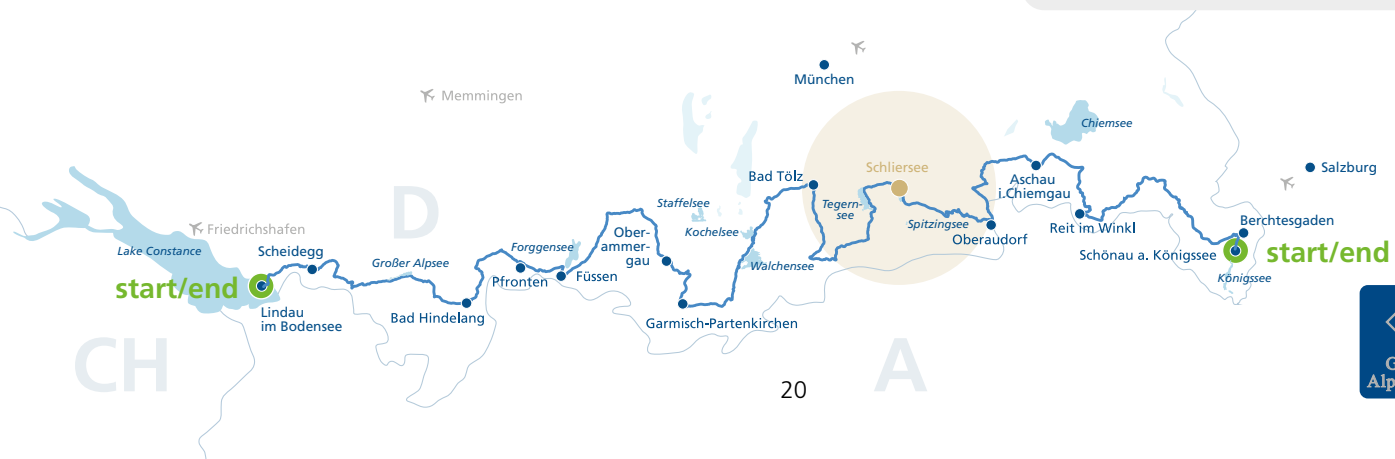 München
Memmingen
Chiemsee
Schliersee
Salzburg
Bad Tölz
Aschau
i.Chiemgau
Staffelsee
Tegern-
see
Friedrichshafen
D
Kochelsee
Spitzingsee
Oberaudorf
Reit im Winkl
Berchtesgaden
Lake Constance
Scheidegg
Großer Alpsee
Forggensee
Ober-
ammer-
gau
Walchensee
Schönau a. Königssee
start/end
Pfronten
Füssen
Königssee
start/end
Lindau
im Bodensee
Bad Hindelang
Garmisch-Partenkirchen
CH
A
20